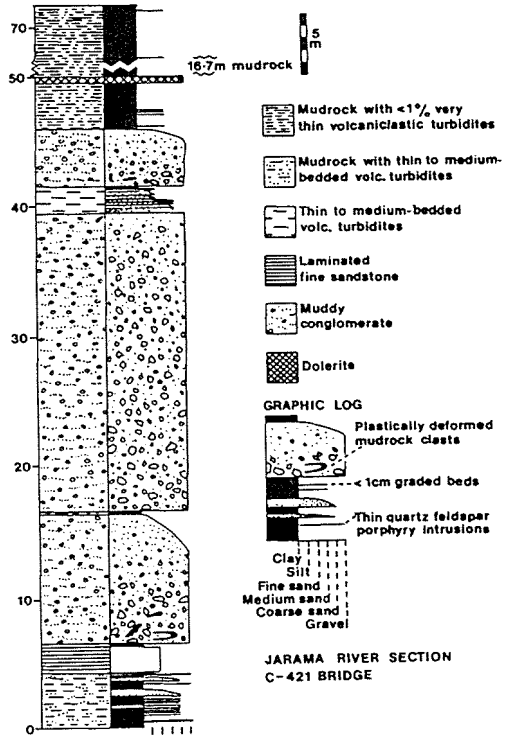 70
50
40
30
20
10
0
16·7m mudrock
5
m
Mudrock with <1% very
thin volcaniclastic turbidites
Mudrock with thin to medium-
bedded volc. turbidites
Thin to medium-bedded
volc. turbidites
Laminated
fine sandstone
Muddy
conglomerate
Dolerite
GRAPHIC LOG
Plastically deformed
mudrock clasts
<1cm graded beds
Thin quartz feldspar
porphyry intrusions
Clay
Silt
Fine sand
Medium sand
Coarse sand
Gravel
JARAMA RIVER SECTION
C-421 BRIDGE